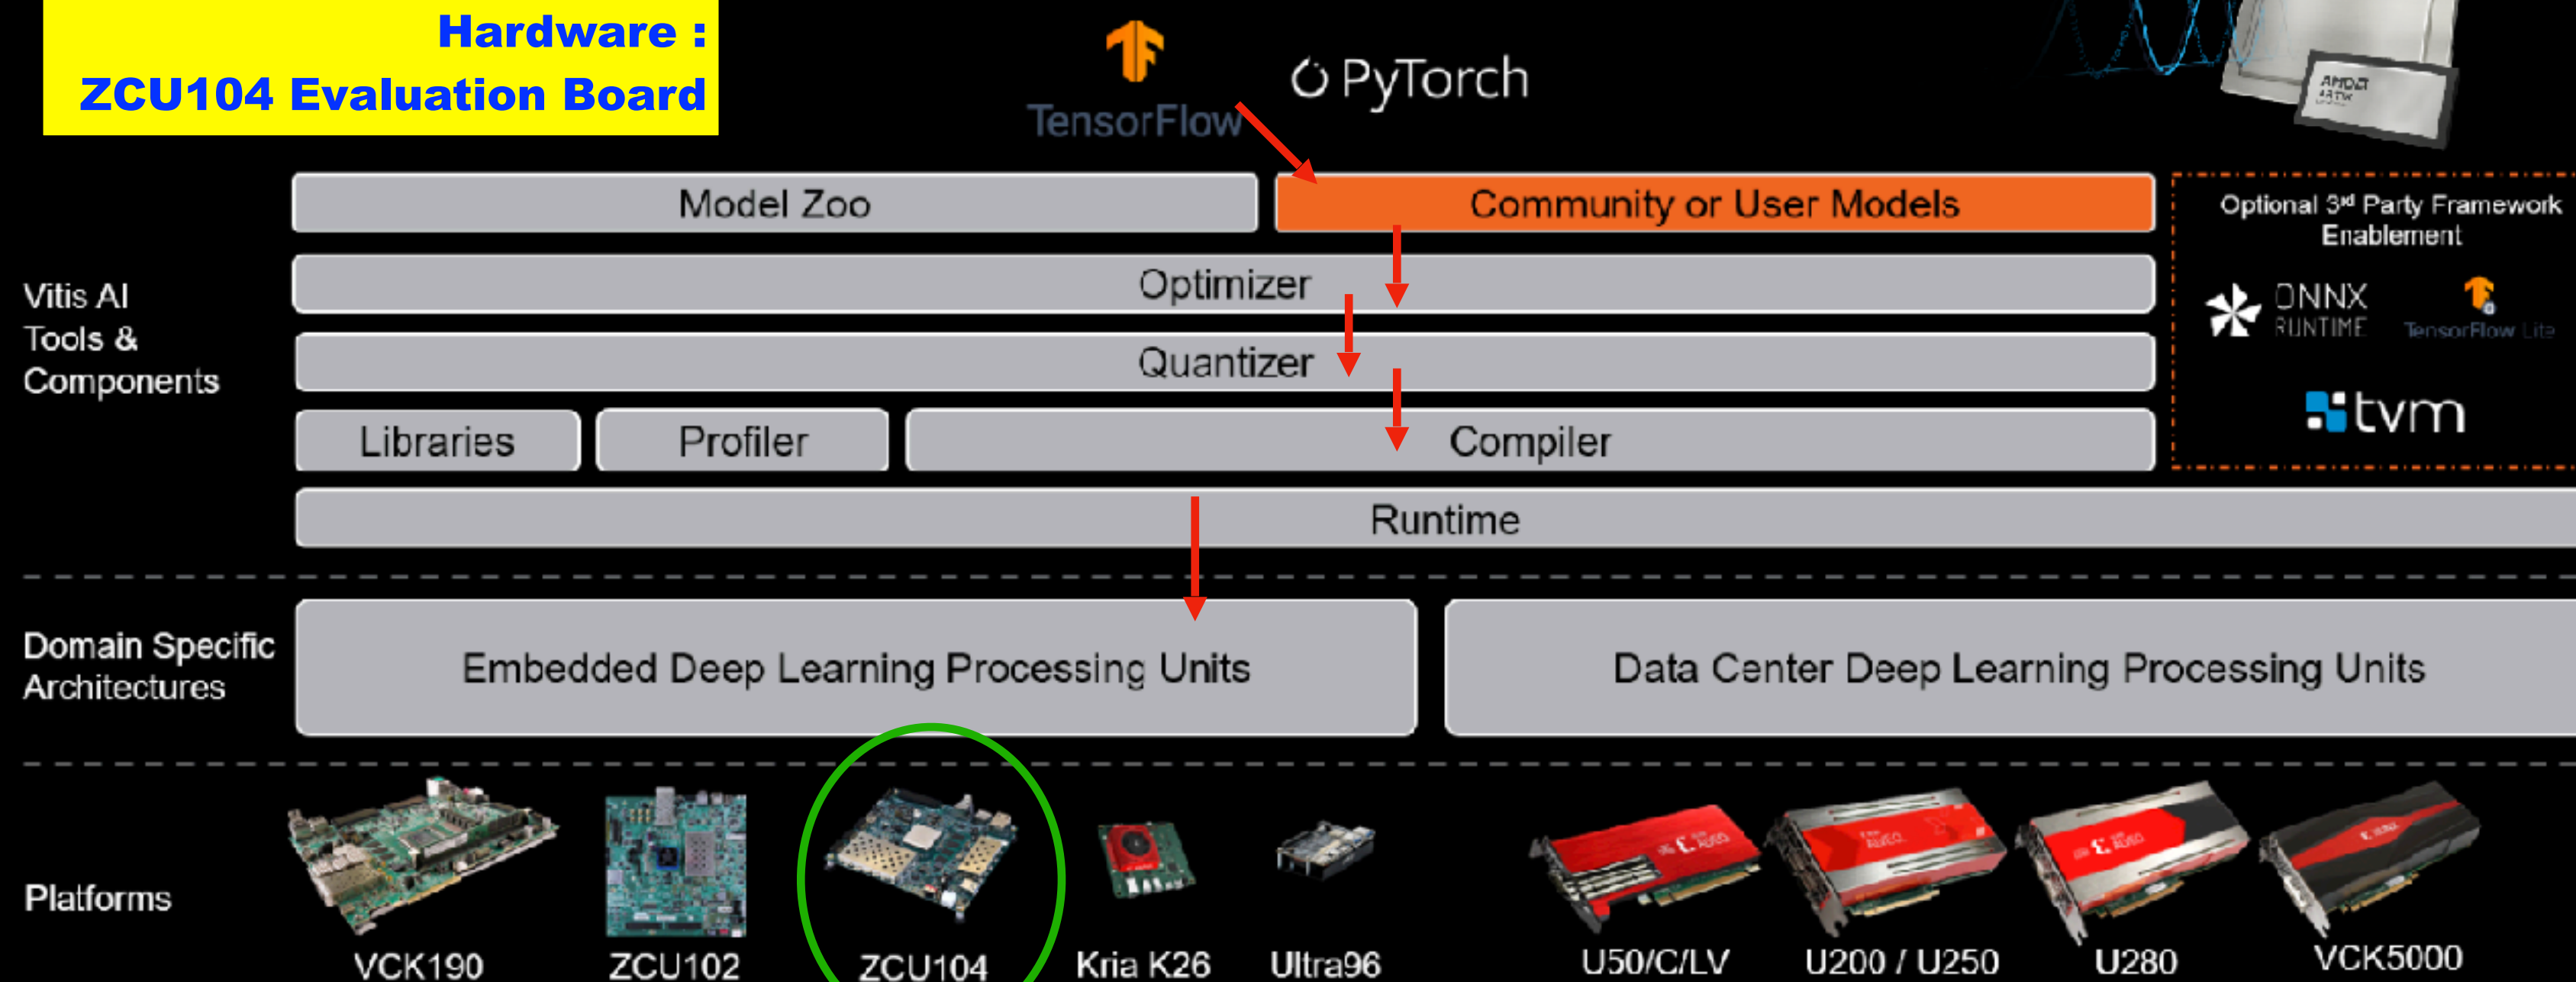 Hardware :
ZCU104 Evaluation Board
TensorFlow
PyTorch
AMD
Model Zoo
Community or User Models
Optional 3rd Party Framework
Enablement
Optimizer
ONNX
RUNTIME
TensorFlow Lite
Vitis AI
Tools &
Components
Quantizer
tvm
Libraries
Profiler
Compiler
Runtime
Domain Specific
Architectures
Embedded Deep Learning Processing Units
Data Center Deep Learning Processing Units
Platforms
VCK190
ZCU102
ZCU104
Kria K26
Ultra96
U50/C/LV
U200 / U250
U280
VCK5000